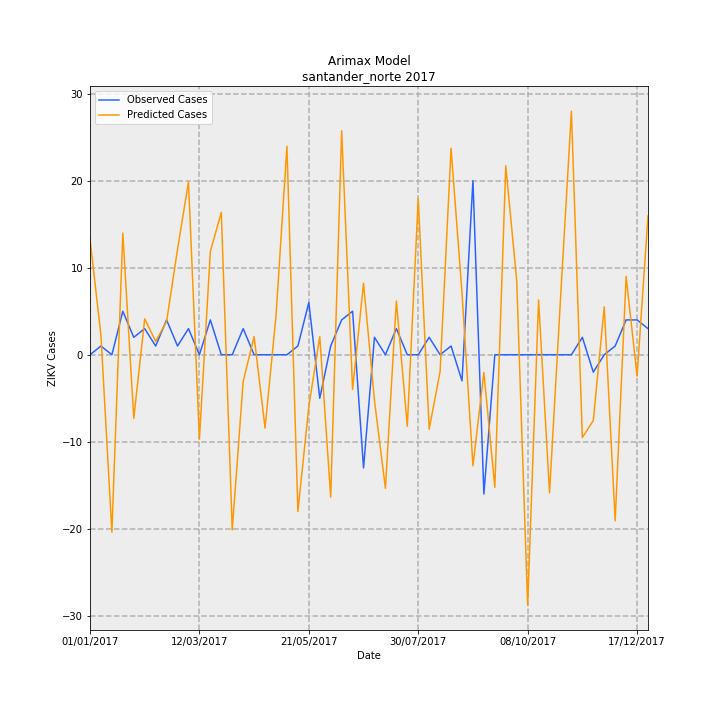 Arimax Model
santander_norte 2017
Observed Cases
Predicted Cases
ZIKV Cases
30
20
10
0
−10
−20
−30
01/01/2017
12/03/2017
21/05/2017
30/07/2017
08/10/2017
17/12/2017
Date